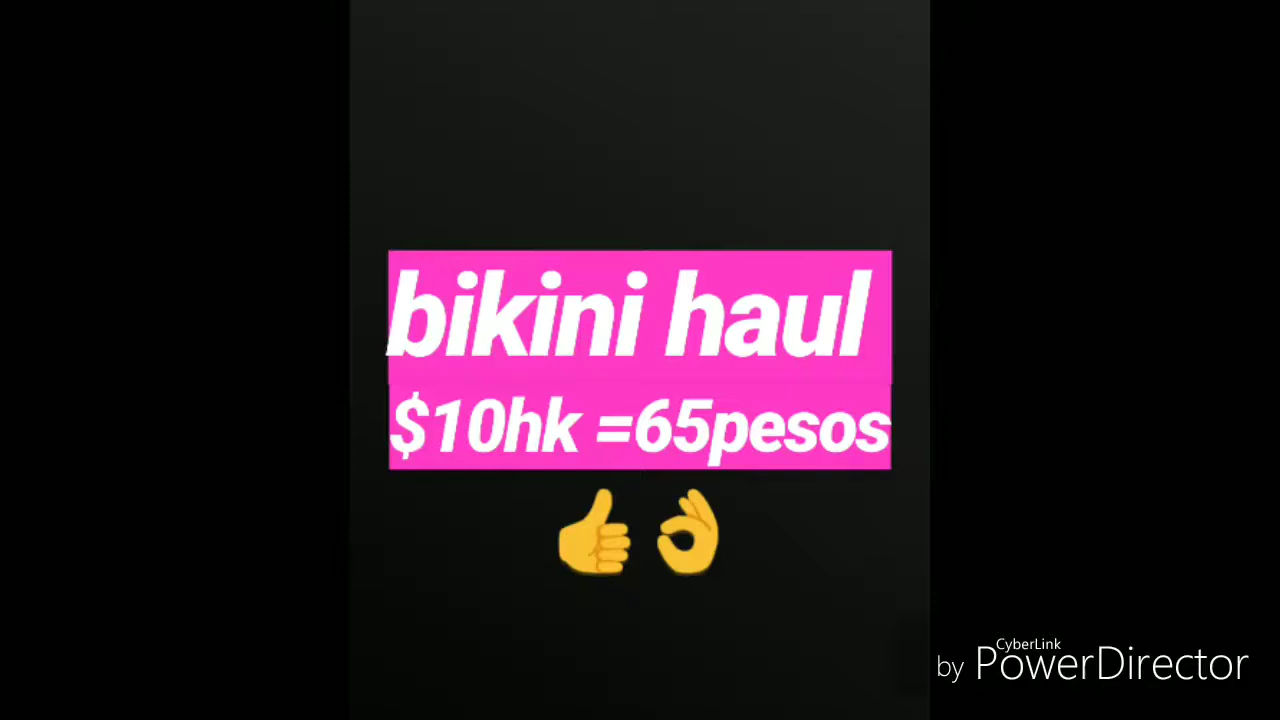 bikini haul
$10hk =65pesos
👍 👌
CyberLink
by PowerDirector